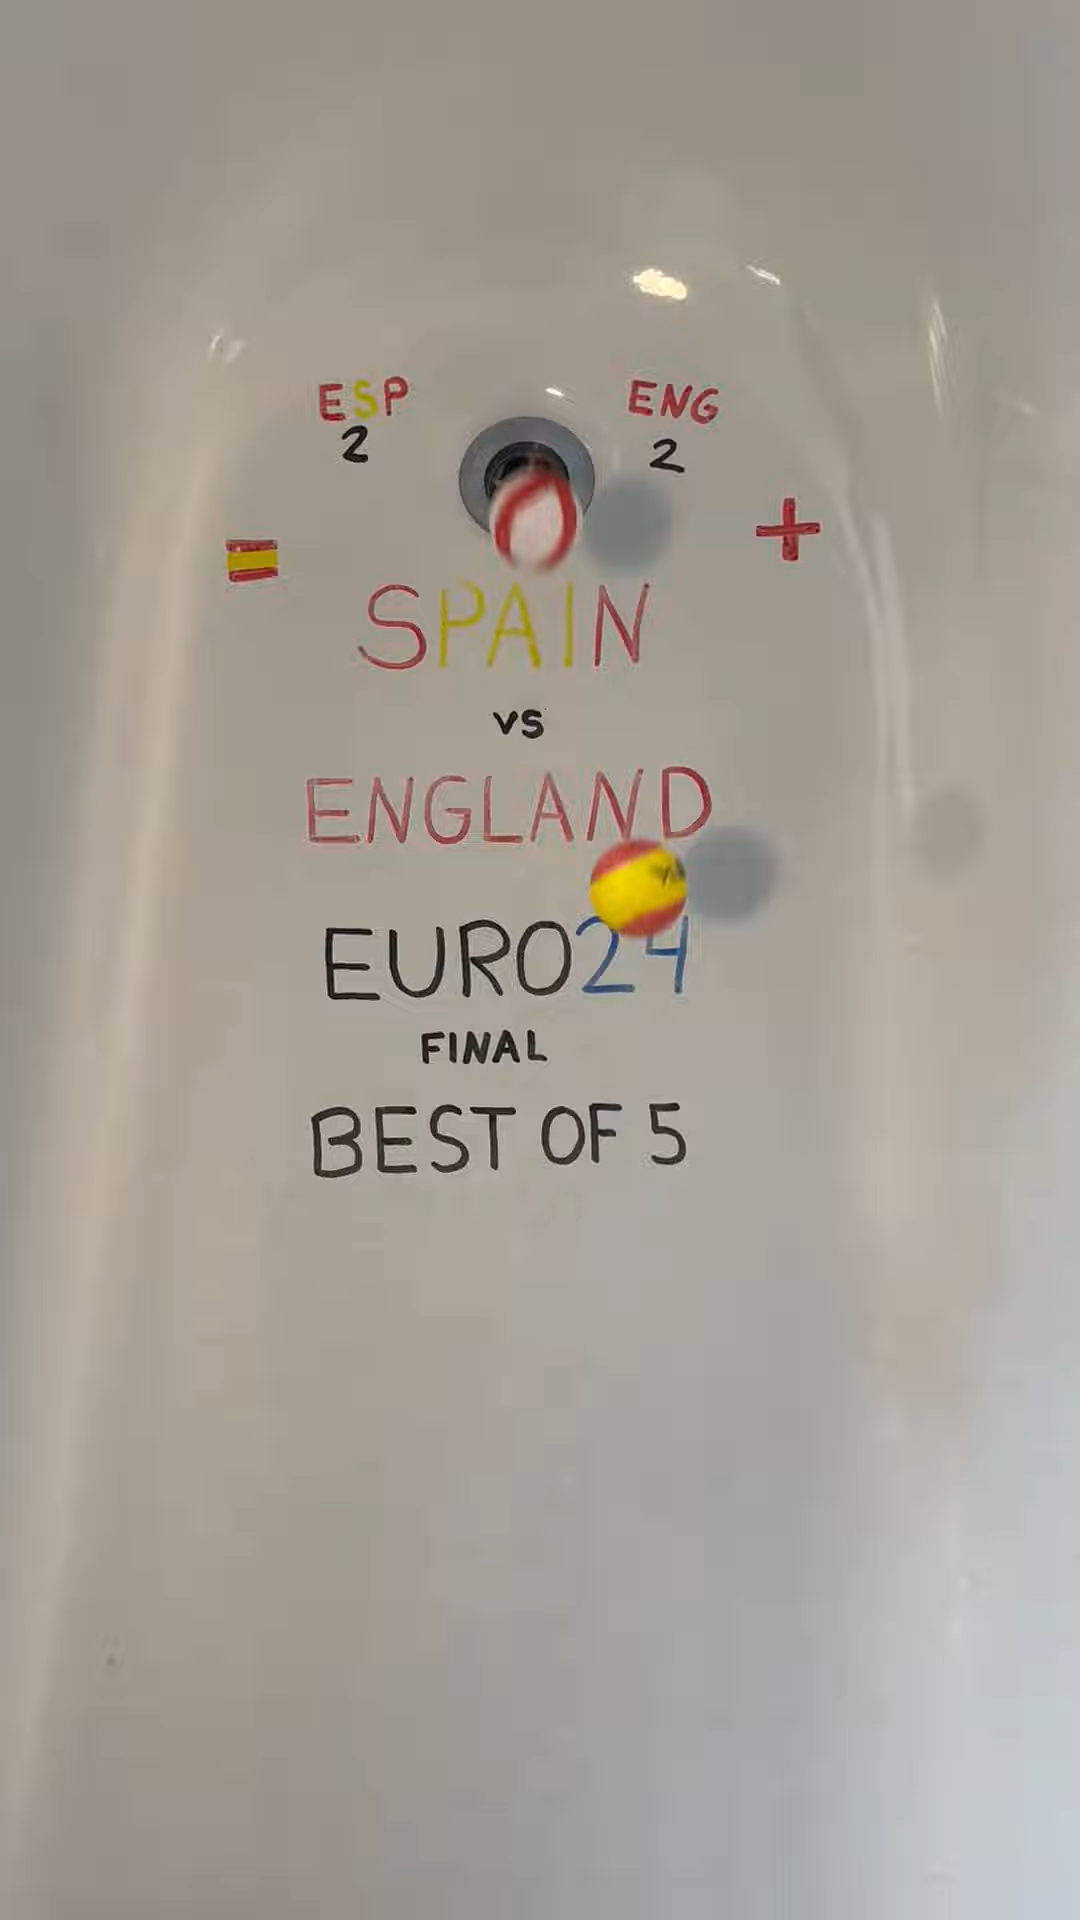 ESP ENG
2 2
SPAIN
VS
ENGLAND
EURO24
FINAL
BEST OF 5